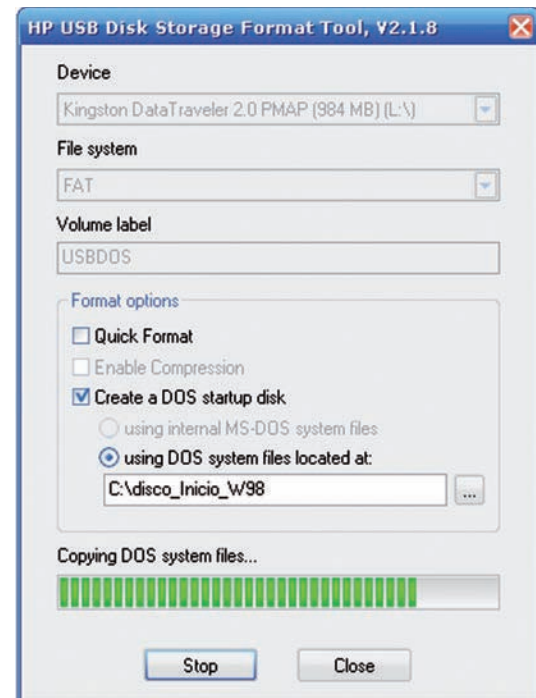 HP USB Disk Storage Format Tool, V2.1.8
Device
Kingston DataTraveler 2.0 PMAP (984 MB) (L:\)
File system
FAT
Volume label
USBDOS
Format options
Quick Format
Enable Compression
Create a DOS startup disk
using internal MS-DOS system files
using DOS system files located at:
C:\disco_Inicio_W98
...
Copying DOS system files...
Stop
Close